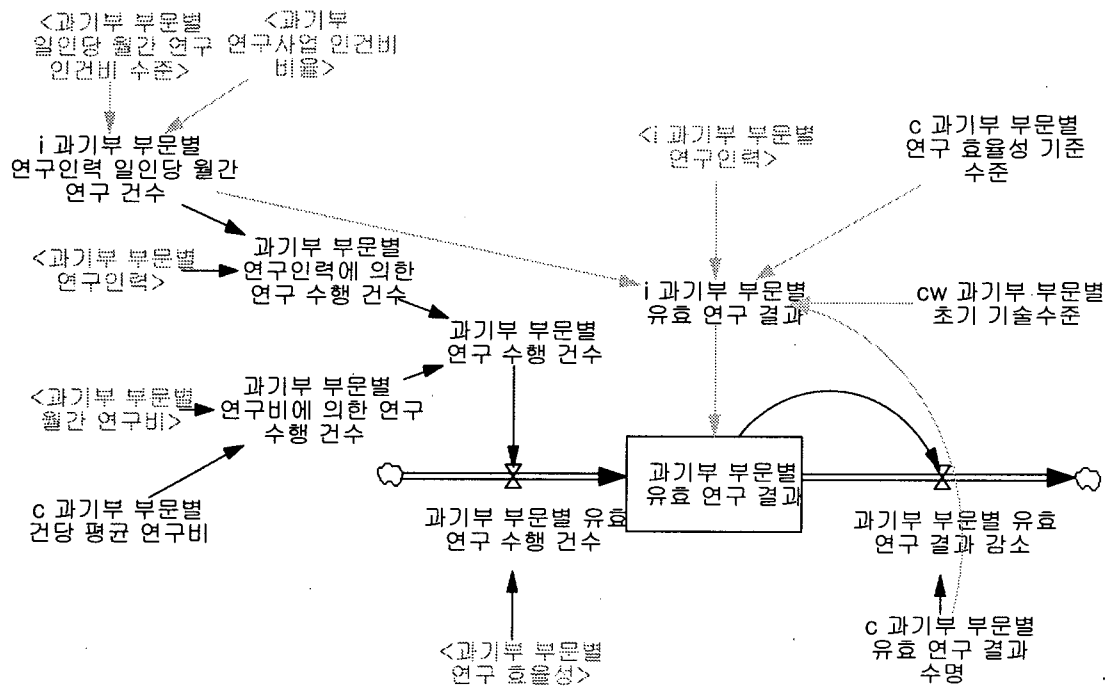 <과기부 부문별
일인당 월간 연구
인건비 수준>
<과기부
연구사업 인건비
비율>
i 과기부 부문별
연구인력 일인당 월간
연구 건수
<i 과기부 부문별
연구인력>
c 과기부 부문별
연구 효율성 기준
수준
<과기부 부문별
연구인력>
과기부 부문별
연구인력에 의한
연구 수행 건수
i 과기부 부문별
유효 연구 결과
cw 과기부 부문별
초기 기술수준
과기부 부문별
연구 수행 건수
<과기부 부문별
월간 연구비>
과기부 부문별
연구비에 의한 연구
수행 건수
c 과기부 부문별
건당 평균 연구비
과기부 부문별 유효
연구 수행 건수
과기부 부문별
유효 연구 결과
과기부 부문별 유효
연구 결과 감소
<과기부 부문별
연구 효율성>
c 과기부 부문별
유효 연구 결과
수명